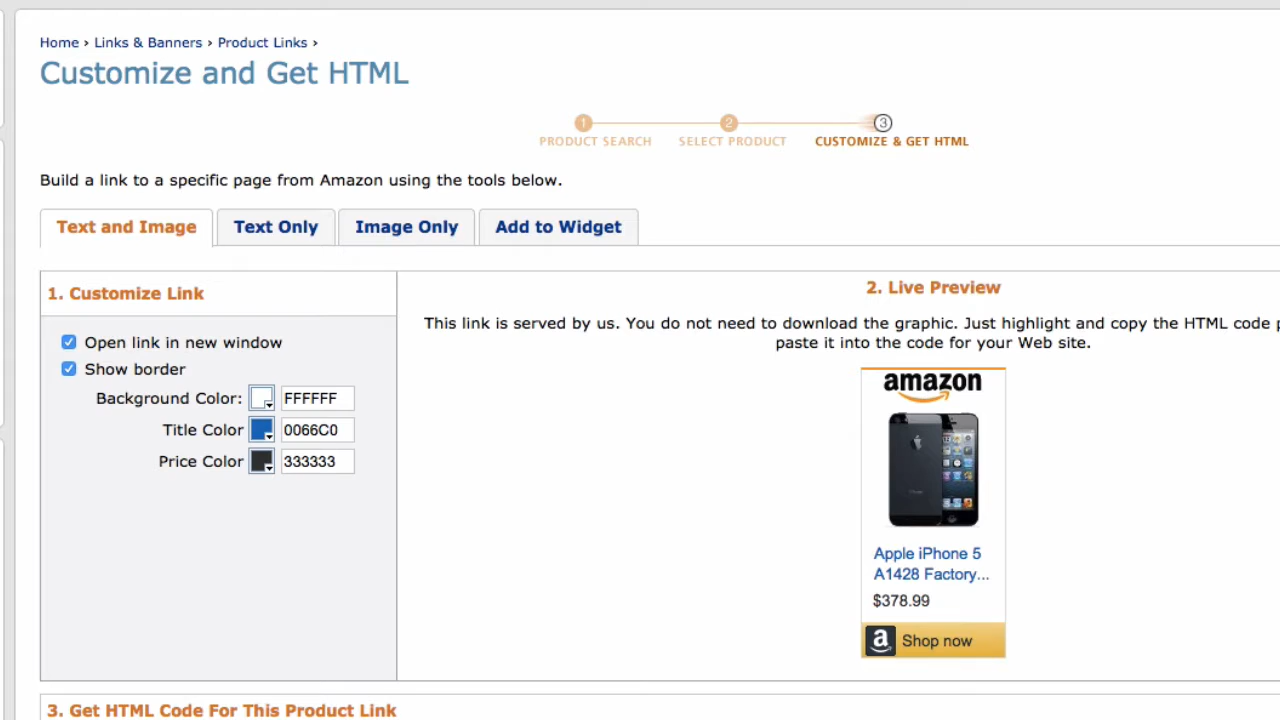 Home › Links & Banners › Product Links ›
Customize and Get HTML
1 2 3
PRODUCT SEARCH SELECT PRODUCT CUSTOMIZE & GET HTML
Build a link to a specific page from Amazon using the tools below.
Text and Image Text Only Image Only Add to Widget
1. Customize Link
Open link in new window
Show border
Background Color: FFFFFF
Title Color 0066C0
Price Color 333333
2. Live Preview
This link is served by us. You do not need to download the graphic. Just highlight and copy the HTML code
paste it into the code for your Web site.
amazon
Apple iPhone 5
A1428 Factory...
$378.99
a Shop now
3. Get HTML Code For This Product Link